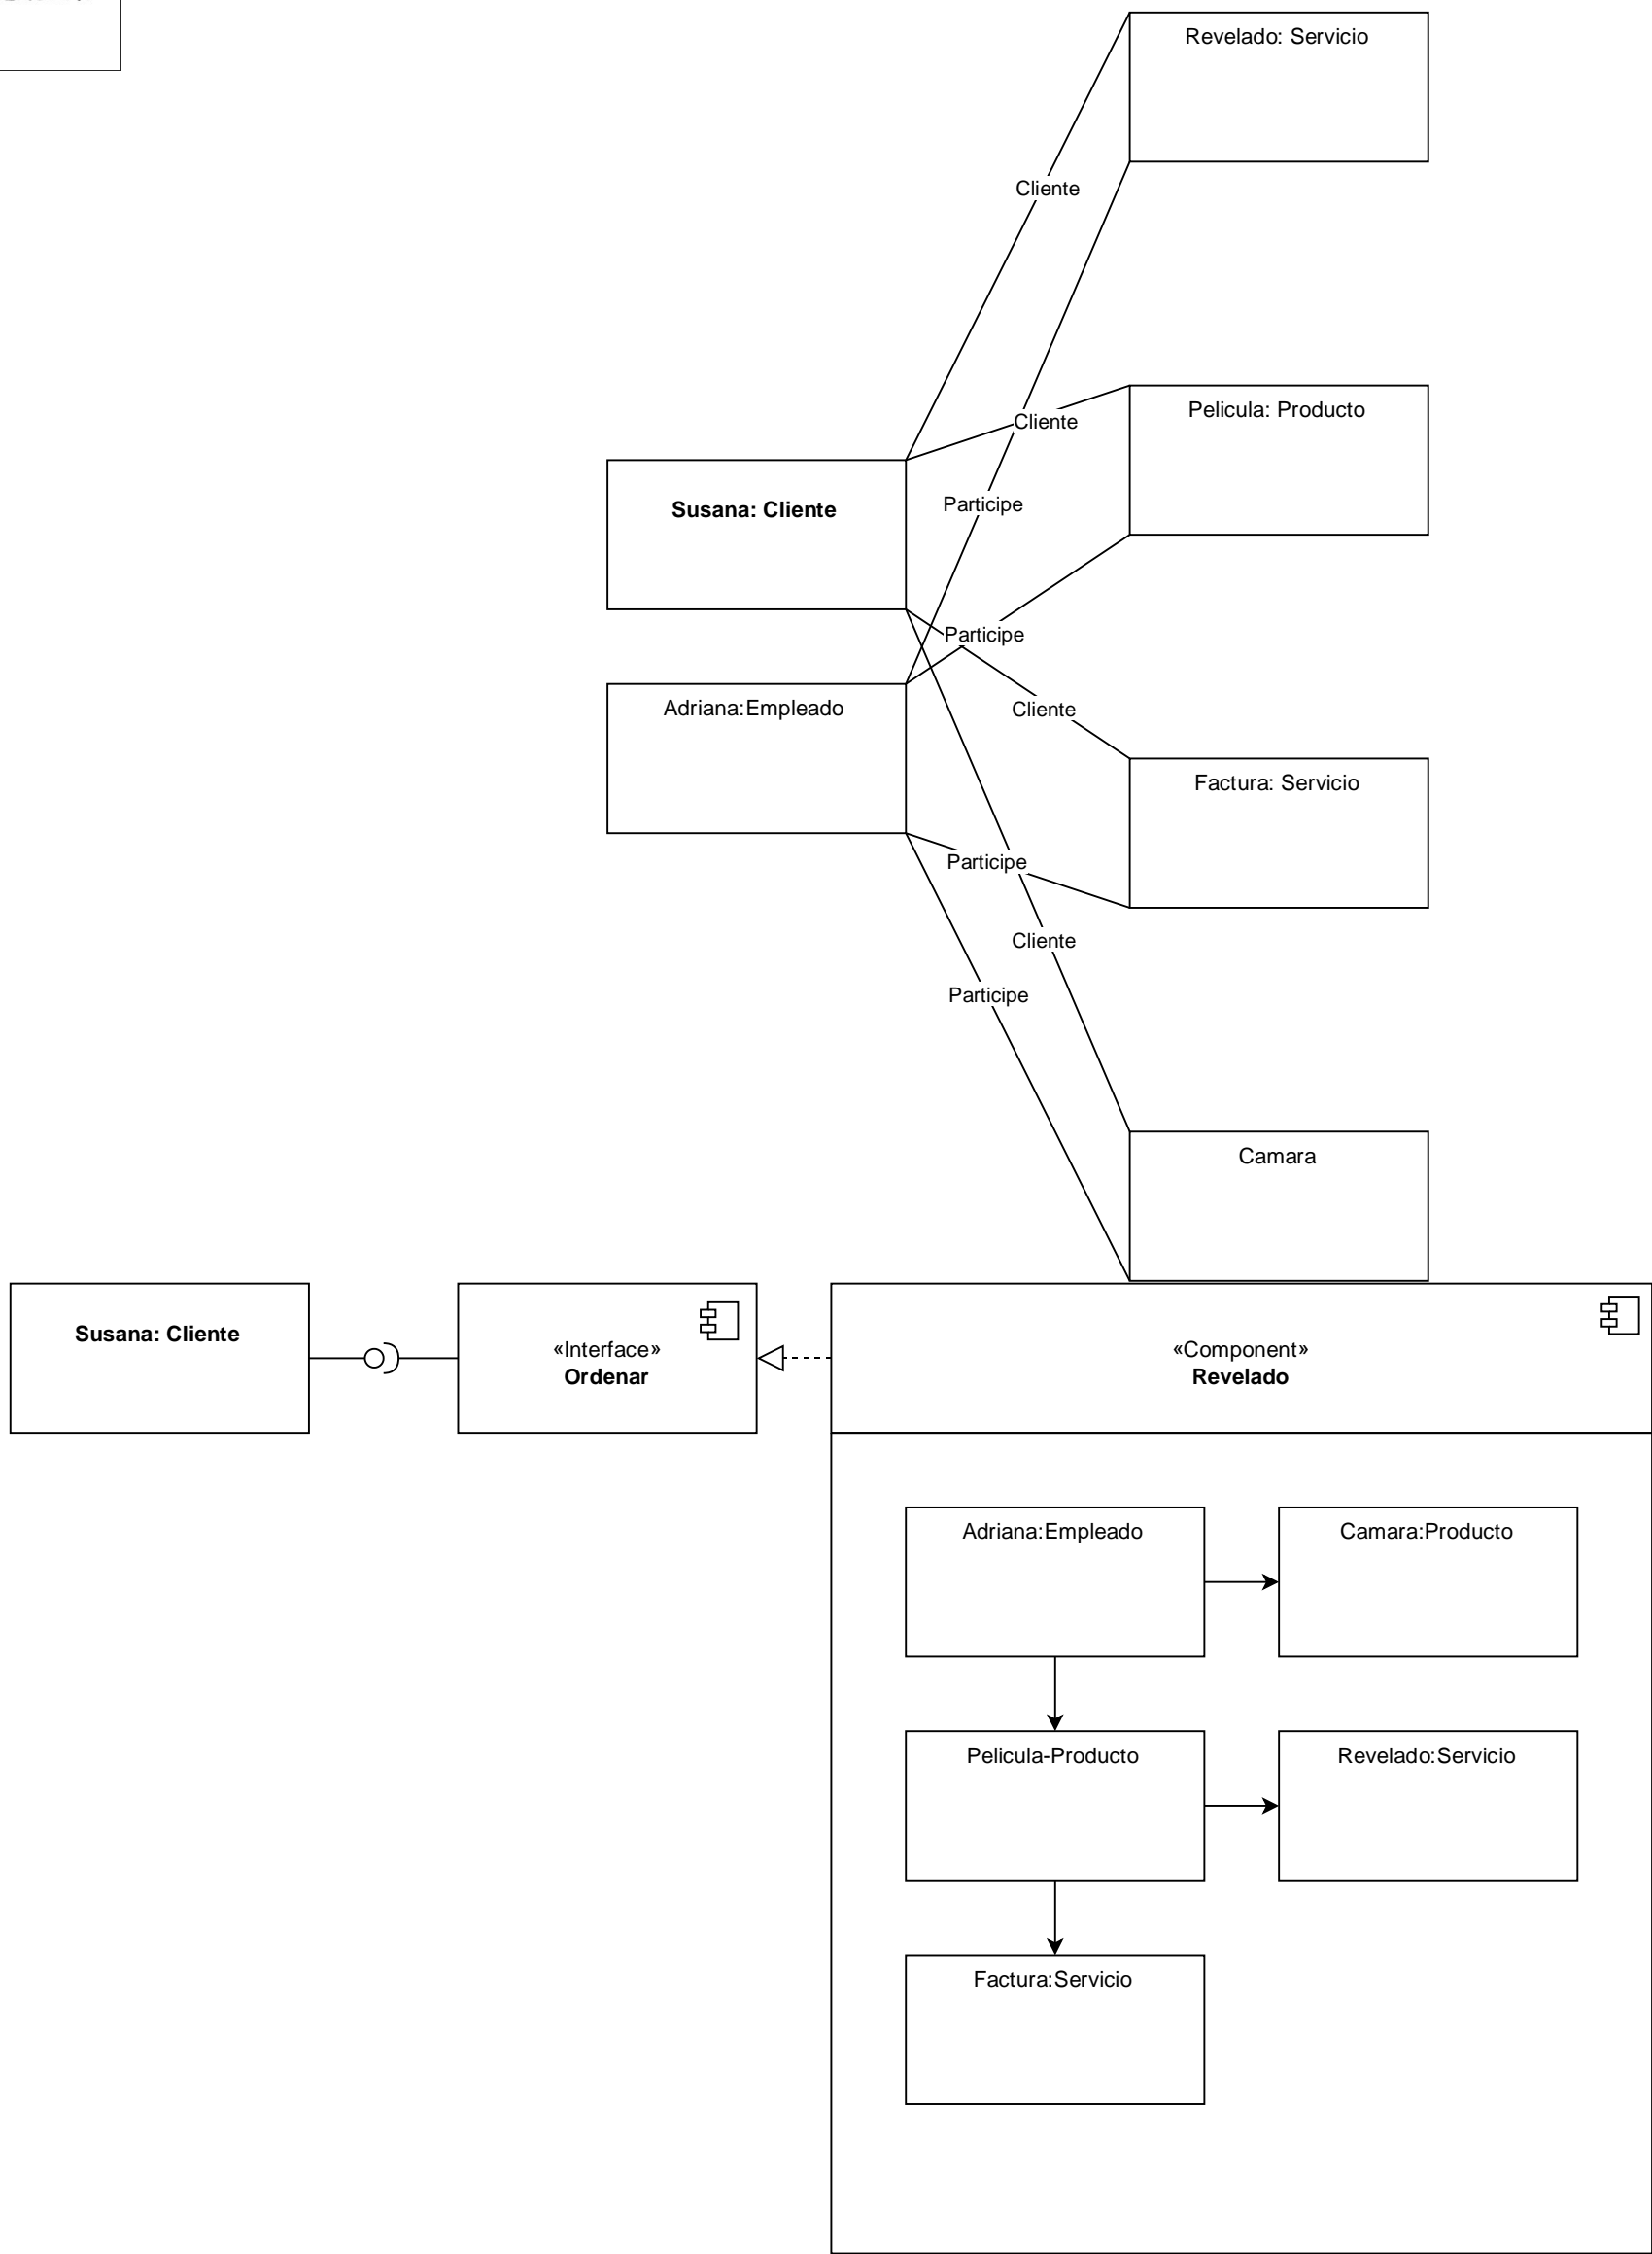 Revelado: Servicio
Cliente
Pelicula: Producto
Cliente
Susana: Cliente
Participe
Participe
Adriana:Empleado
Cliente
Factura: Servicio
Participe
Cliente
Participe
Camara
Susana: Cliente
«Interface»
Ordenar
«Component»
Revelado
Adriana:Empleado
Camara:Producto
Pelicula-Producto
Revelado:Servicio
Factura:Servicio